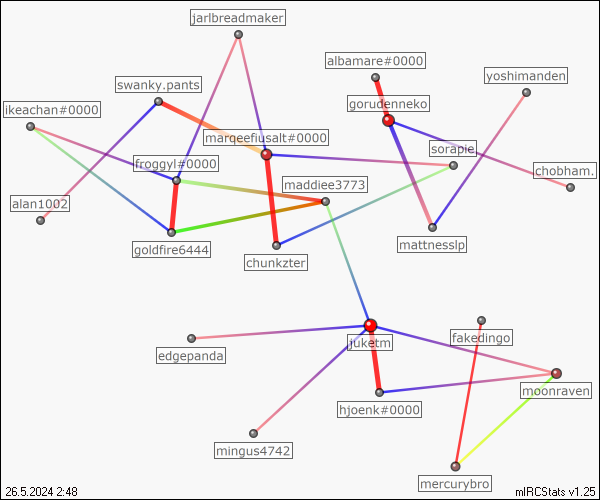 jarlbreadmaker
albamare#0000
yoshimanden
swanky.pants
ikeachan#0000
gorudenneko
marqeefiusalt#0000
sorapie.
froggyl#0000
chobham.
maddiee3773
alan1002
goldfire6444
mattnesslp
chunkzter
juketm
fakedingo
edgepanda
moonraven
hjoenk#0000
mingus4742
mercurybro
26.5.2024 2:48
mIRCStats v1.25